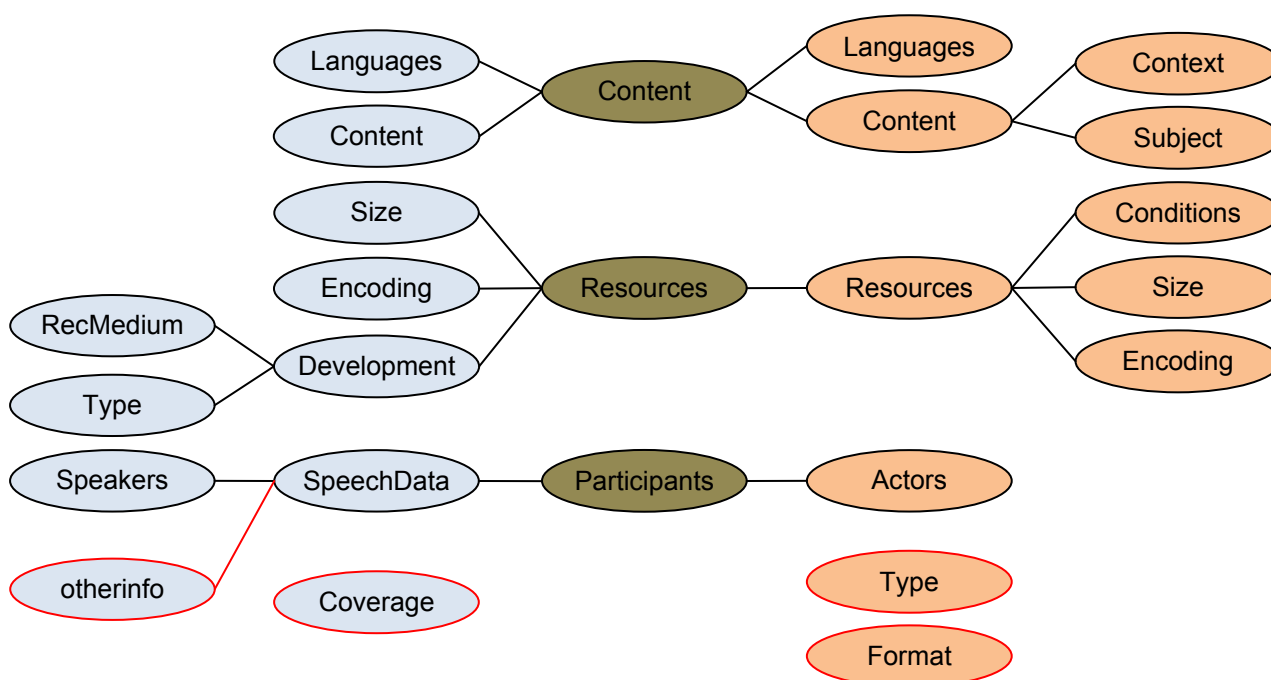 Languages
Languages
Content
Context
Content
Content
Subject
Size
Conditions
Encoding
Resources
Resources
Size
RecMedium
Development
Encoding
Type
Speakers
SpeechData
Participants
Actors
otherinfo
Coverage
Type
Format